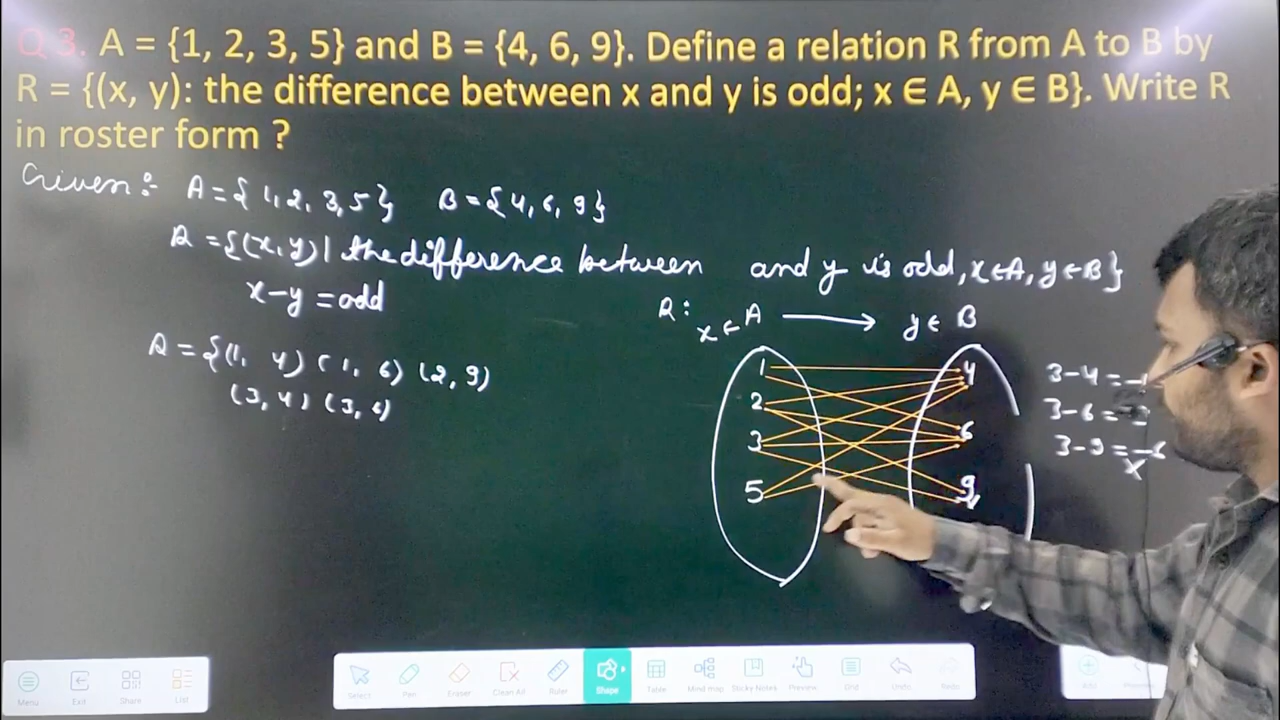 Q 3. A = {1, 2, 3, 5} and B = {4, 6, 9}. Define a relation R from A to B by
R = {(x, y): the difference between x and y is odd; x ∈ A, y ∈ B}. Write R
in roster form ?
Given:- A = {1, 2, 3, 5} B = {4, 6, 9}
R = {(x, y) | the difference between and y is odd, x ∈ A, y ∈ B}
x - y = odd
R : x ∈ A → y ∈ B
R = {(1, 4) (1, 6) (2, 9)
(3, 4) (3, 6)
1 4
2
3 6
5 9
3 - 4 = -1
3 - 6 =
3 - 9 = -6
x
Menu Exit Share List
Select Pen Eraser Clean All Ruler Shape Table Mind map Sticky Notes Preview Grid Undo Redo
Add